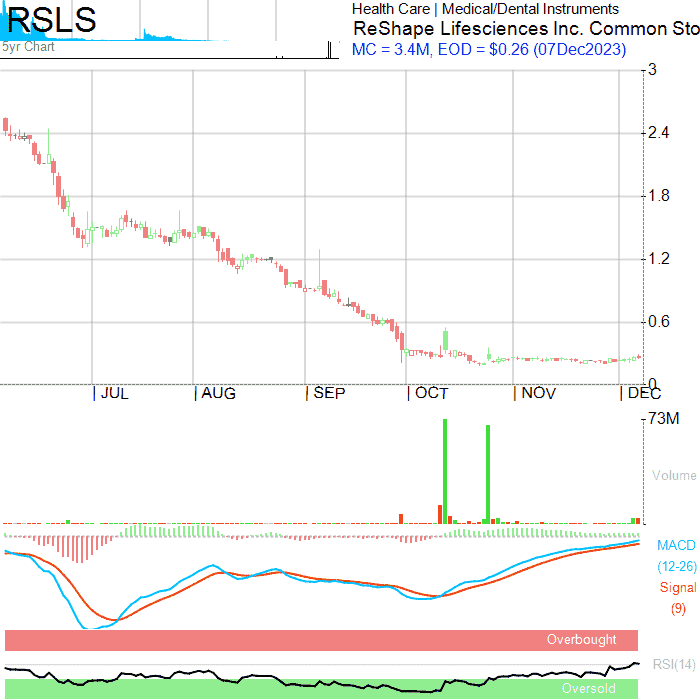 RSLS
5yr Chart
Health Care | Medical/Dental Instruments
ReShape Lifesciences Inc. Common Sto
MC = 3.4M, EOD = $0.26 (07Dec2023)
3
2.4
1.8
1.2
0.6
0
JUL AUG SEP OCT NOV DEC
73M
Volume
MACD
(12-26)
Signal
(9)
Overbought
RSI(14)
Oversold